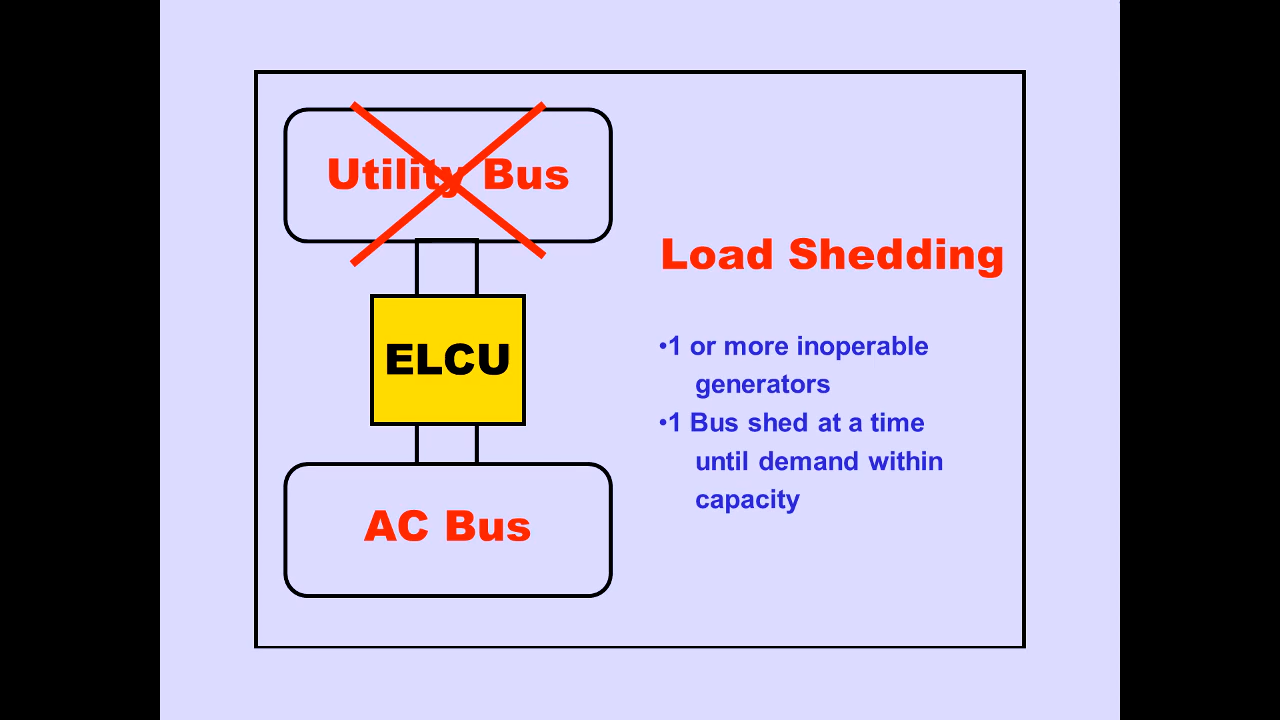 Utility Bus
ELCU
AC Bus
Load Shedding
•1 or more inoperable
generators
•1 Bus shed at a time
until demand within
capacity